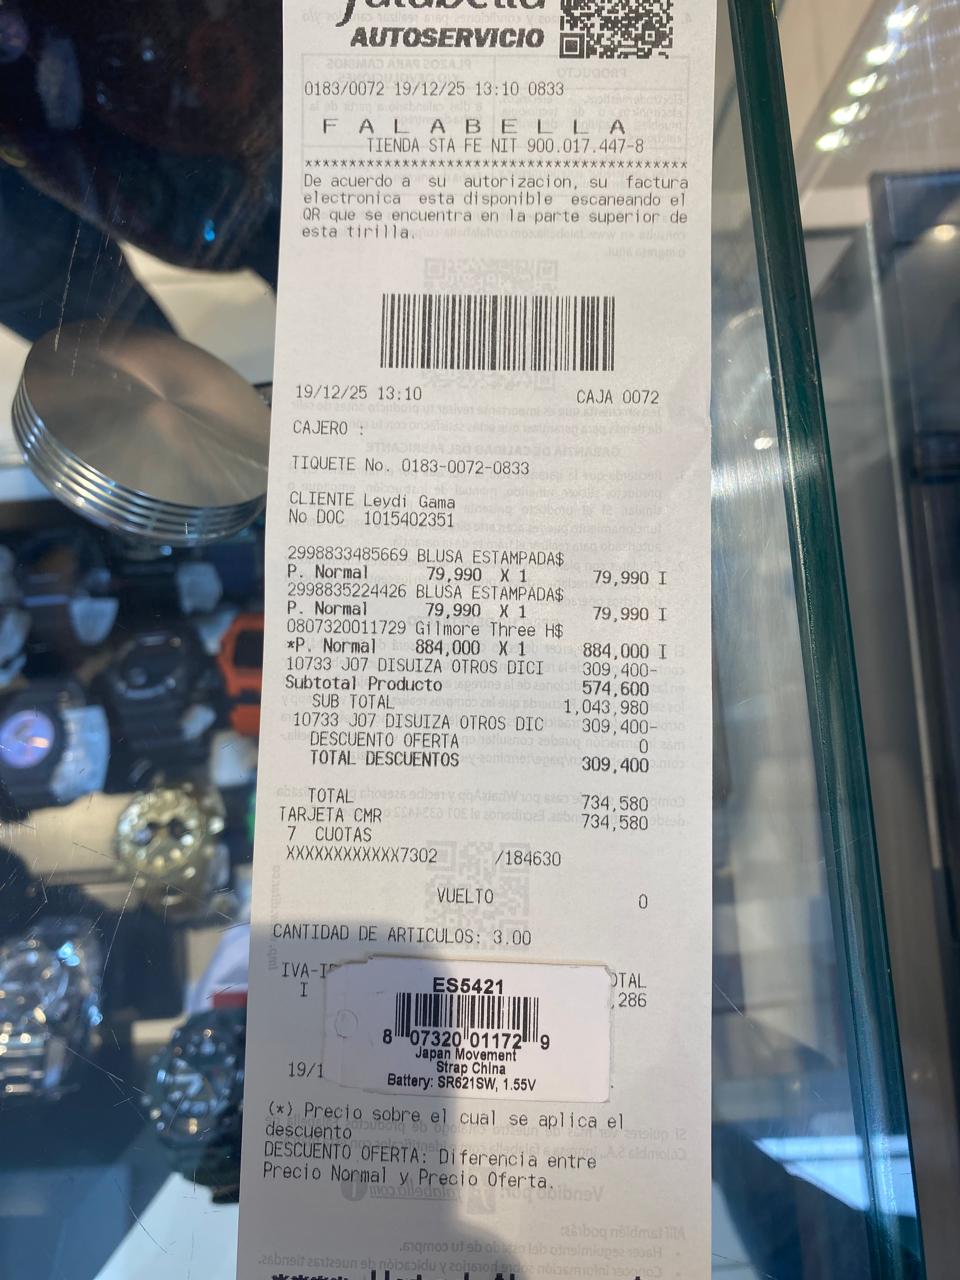 falabella
AUTOSERVICIO
0183/0072 19/12/25 13:10 0833
F A L A B E L L A
TIENDA STA FE NIT 900.017.447-8
****************************************************
De acuerdo a su autorizacion, su factura
electronica esta disponible escaneando el
QR que se encuentra en la parte superior de
esta tirilla.
19/12/25 13:10 CAJA 0072
CAJERO :
TIQUETE No. 0183-0072-0833
CLIENTE Leydi Gama
No DOC 1015402351
2998833485669 BLUSA ESTAMPADA$
P. Normal 79,990 X 1 79,990 I
2998835224426 BLUSA ESTAMPADA$
P. Normal 79,990 X 1 79,990 I
0807320011729 Gilmore Three H$
*P. Normal 884,000 X 1 884,000 I
10733 J07 DISUIZA OTROS DICI 309,400-
Subtotal Producto 574,600
SUB TOTAL 1,043,980
10733 J07 DISUIZA OTROS DIC 309,400-
DESCUENTO OFERTA 0
TOTAL DESCUENTOS 309,400
TOTAL 734,580
TARJETA CMR 734,580
7 CUOTAS
XXXXXXXXXXXX7302 /184630
VUELTO 0
CANTIDAD DE ARTICULOS: 3.00
IVA-I OTAL
I ,286
ES5421
8 07320 01172 9
Japan Movement
Strap China
Battery: SR621SW, 1.55V
19/1
(*) Precio sobre el cual se aplica el
descuento
DESCUENTO OFERTA: Diferencia entre
Precio Normal y Precio Oferta.